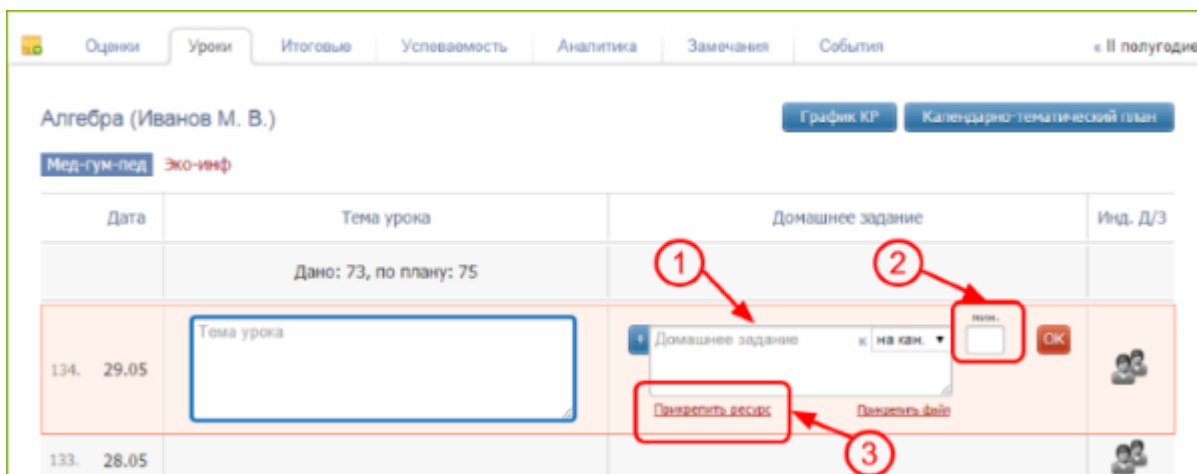 Оценки Уроки Итоговые Успеваемость Аналитика Замечания События « II полугодие
Алгебра (Иванов М. В.) График КР Календарно-тематический план
Мед-гум-пед Эко-инф
Дата Тема урока Домашнее задание Инд. Д/З
Дано: 73, по плану: 75
1 2
мин.
Тема урока Домашнее задание к на кан. ▼ OK
134. 29.05
Прикрепить ресурс Прикрепить файл
3
133. 28.05